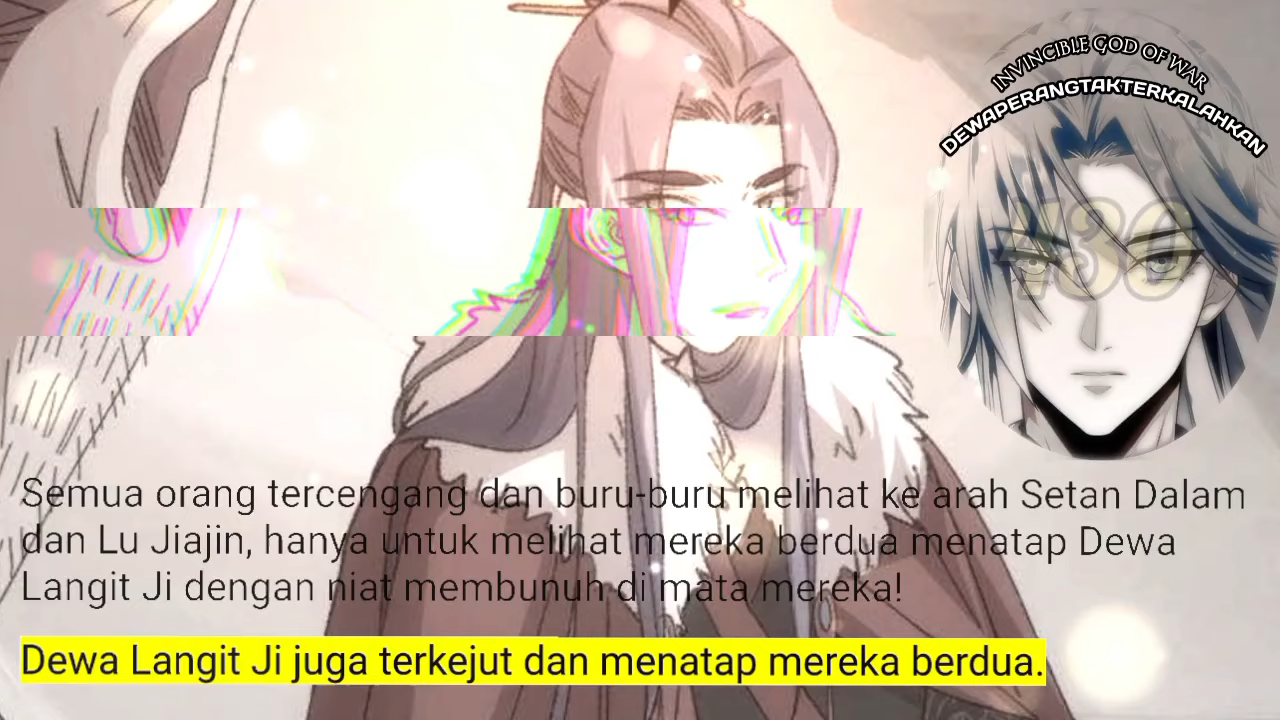 INVINCIBLE GOD OF WAR
DEWAPERANGTAKTERKALAHKAN
#430
Semua orang tercengang dan buru-buru melihat ke arah Setan Dalam
dan Lu Jiajin, hanya untuk melihat mereka berdua menatap Dewa
Langit Ji dengan niat membunuh di mata mereka!
Dewa Langit Ji juga terkejut dan menatap mereka berdua.